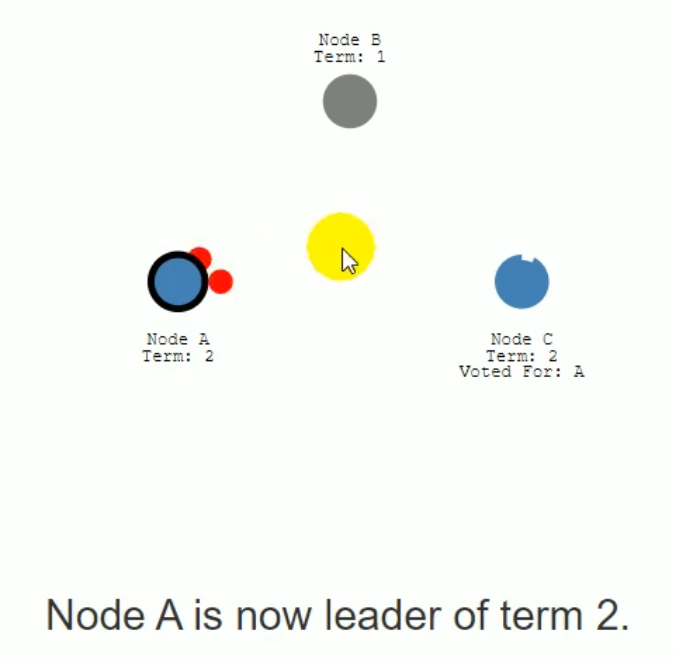 Node B
Term: 1
Node A
Term: 2
Node C
Term: 2
Voted For: A
Node A is now leader of term 2.